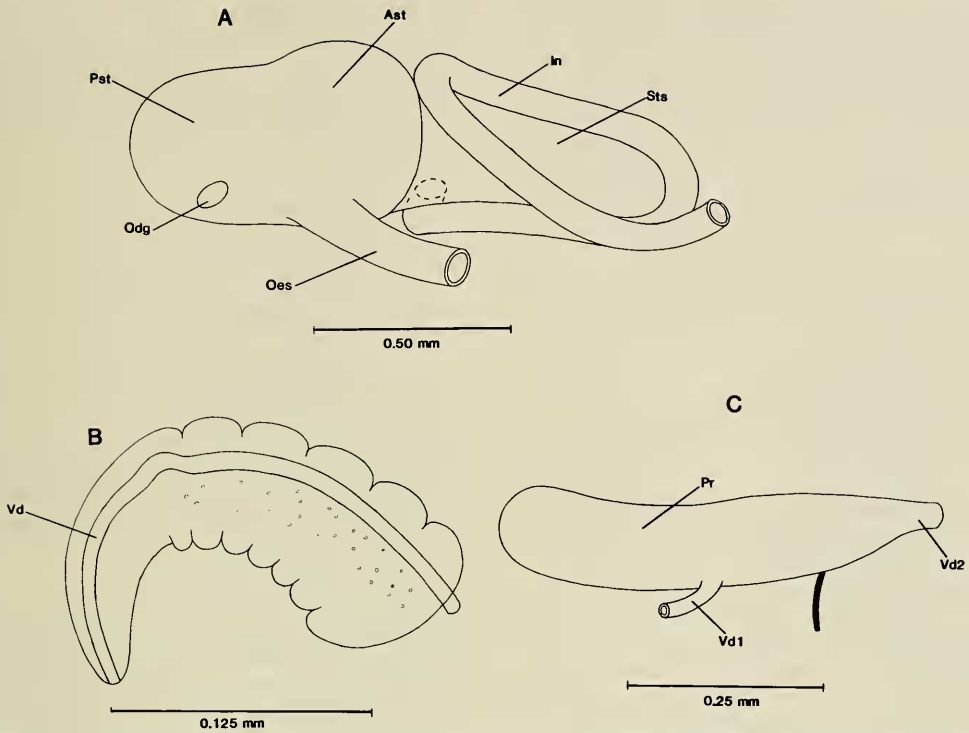 A
Ast
Pst
In
Sts
Odg
Oes
0.50 mm
B
Vd
0.125 mm
C
Pr
Vd2
Vd1
0.25 mm